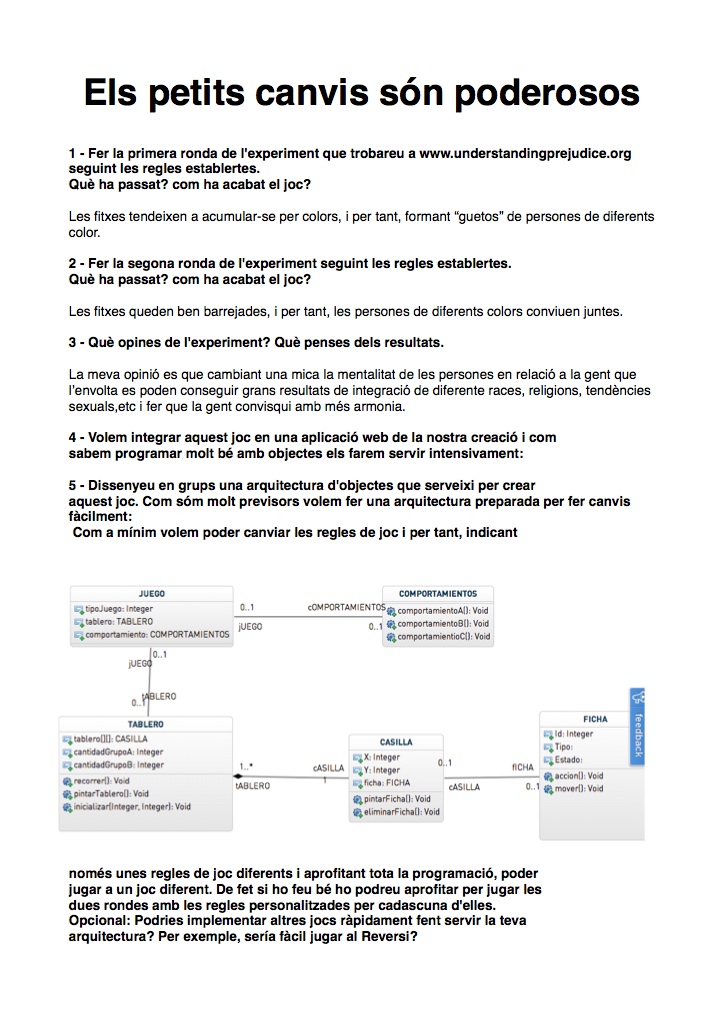 Els petits canvis són poderosos
1 - Fer la primera ronda de l'experiment que trobareu a www.understandingprejudice.org
seguint les regles establertes.
Què ha passat? com ha acabat el joc?
Les fitxes tendeixen a acumular-se per colors, i per tant, formant “guetos” de persones de diferents
color.
2 - Fer la segona ronda de l'experiment seguint les regles establertes.
Què ha passat? com ha acabat el joc?
Les fitxes queden ben barrejades, i per tant, les persones de diferents colors conviuen juntes.
3 - Què opines de l'experiment? Què penses dels resultats.
La meva opinió es que cambiant una mica la mentalitat de les persones en relació a la gent que
l'envolta es poden conseguir grans resultats de integració de diferente races, religions, tendències
sexuals,etc i fer que la gent convisqui amb més armonia.
4 - Volem integrar aquest joc en una aplicació web de la nostra creació i com
sabem programar molt bé amb objectes els farem servir intensivament:
5 - Dissenyeu en grups una arquitectura d'objectes que serveixi per crear
aquest joc. Com sóm molt previsors volem fer una arquitectura preparada per fer canvis
fàcilment:
Com a mínim volem poder canviar les regles de joc i per tant, indicant
JUEGO
tipoJuego: Integer
tablero: TABLERO
comportamiento: COMPORTAMIENTOS
0..1
cOMPORTAMIENTOS
jUEGO
0..1
COMPORTAMIENTOS
comportamientoA(): Void
comportamientoB(): Void
comportamientioC(): Void
0..1
jUEGO
tABLERO
0..1
TABLERO
tablero[][]: CASILLA
cantidadGrupoA: Integer
cantidadGrupoB: Integer
recorrer(): Void
pintarTablero(): Void
inicializar(Integer, Integer): Void
1..*
cASILLA
tABLERO
1
CASILLA
X: Integer
Y: Integer
ficha: FICHA
pintarFicha(): Void
eliminarFicha(): Void
0..1
fICHA
cASILLA
0..1
FICHA
Id: Integer
Tipo:
Estado:
accion(): Void
mover(): Void
feedback
només unes regles de joc diferents i aprofitant tota la programació, poder
jugar a un joc diferent. De fet si ho feu bé ho podreu aprofitar per jugar les
dues rondes amb les regles personalitzades per cadascuna d'elles.
Opcional: Podries implementar altres jocs ràpidament fent servir la teva
arquitectura? Per exemple, sería fàcil jugar al Reversi?